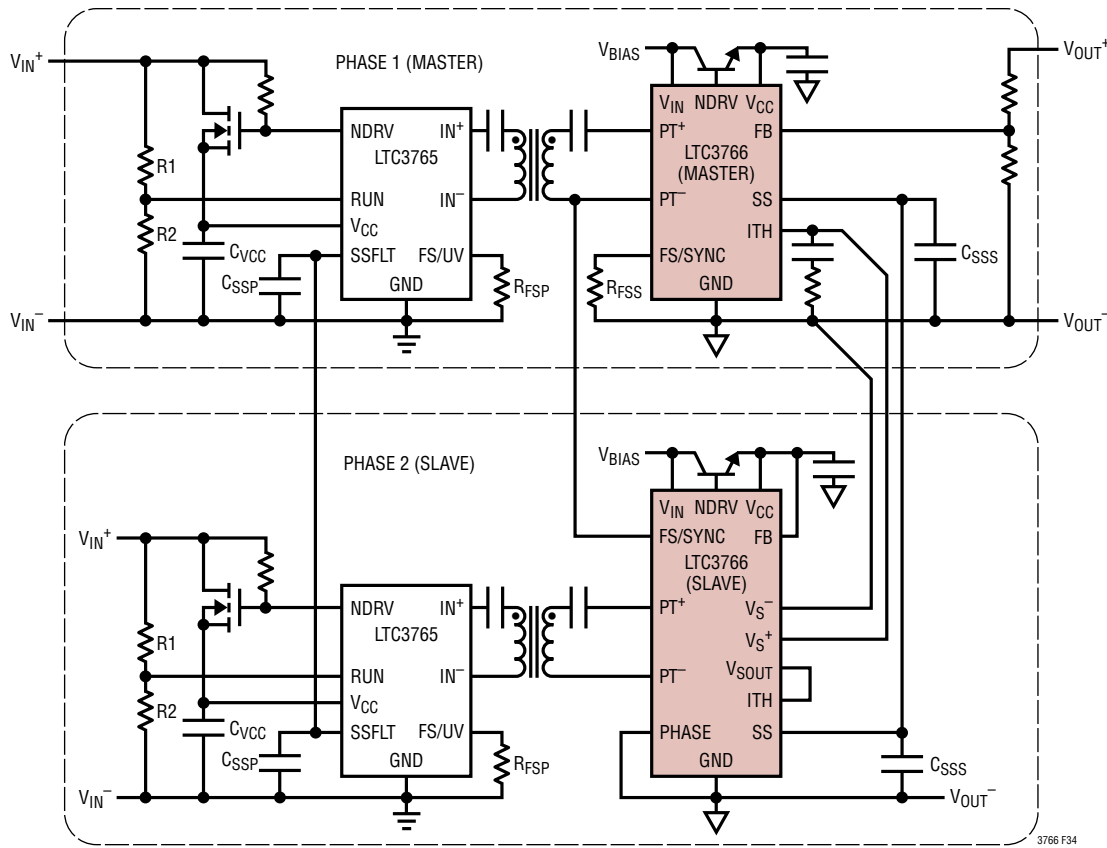 PHASE 1 (MASTER)
VIN+
R1
R2
VIN−
CVCC
CSSP
NDRV
IN+
LTC3765
RUN
IN−
VCC
SSFLT
FS/UV
GND
RFSP
VBIAS
VIN
NDRV
VCC
PT+
FB
LTC3766
(MASTER)
PT−
SS
ITH
FS/SYNC
GND
RFSS
CSSS
VOUT+
VOUT−
PHASE 2 (SLAVE)
VIN+
R1
R2
VIN−
CVCC
CSSP
NDRV
IN+
LTC3765
RUN
IN−
VCC
SSFLT
FS/UV
GND
RFSP
VBIAS
VIN
NDRV
VCC
FS/SYNC
FB
LTC3766
(SLAVE)
PT+
VS−
VS+
VSOUT
PT−
ITH
PHASE
SS
GND
CSSS
VOUT−
3766 F34